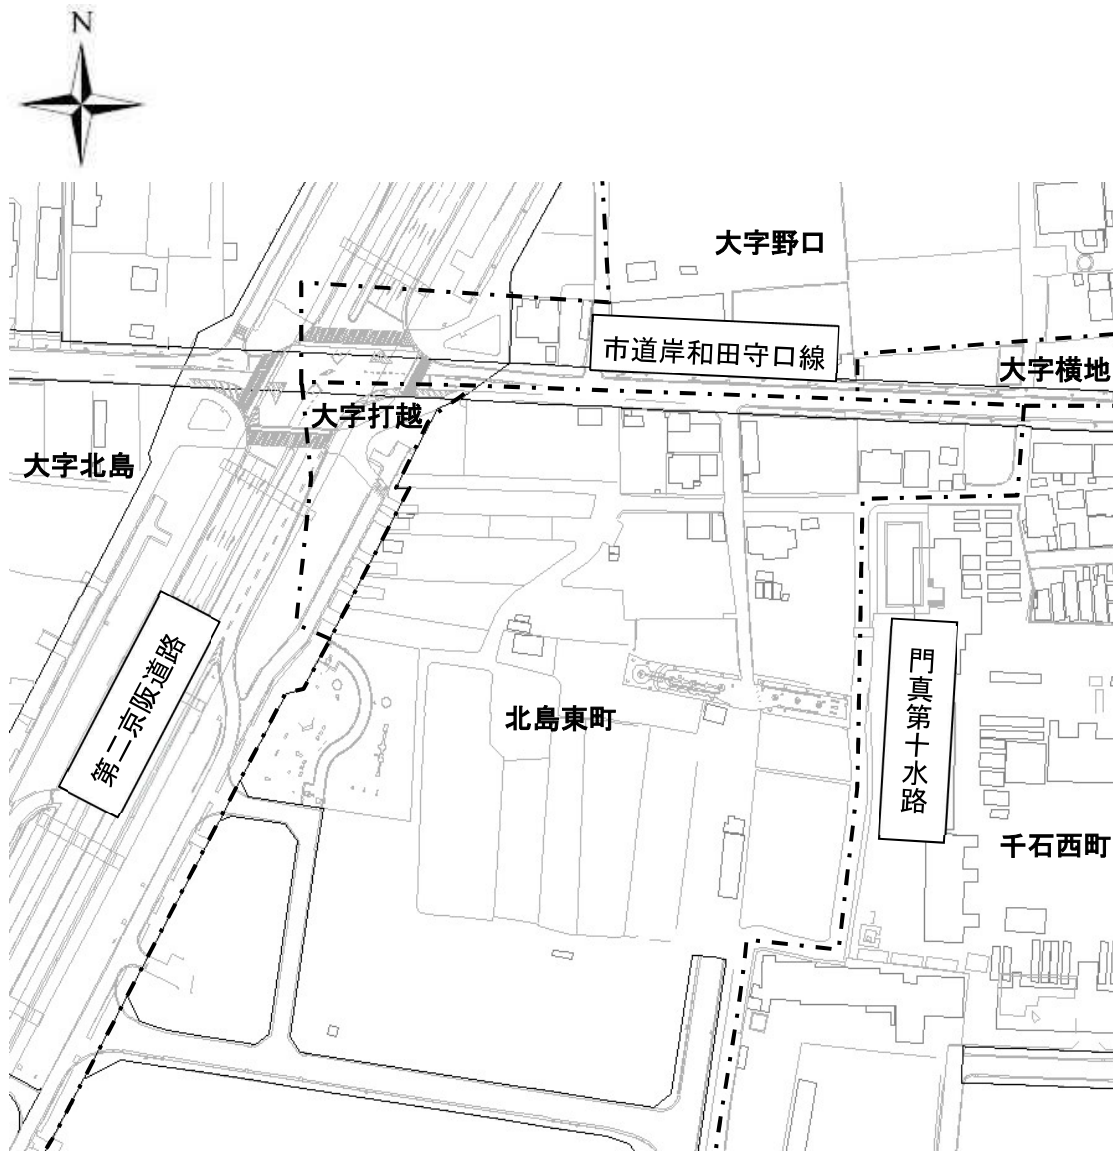 N
大字野口
市道岸和田守口線
大字横地
大字打越
大字北島
第二京阪道路
門真第十水路
北島東町
千石西町